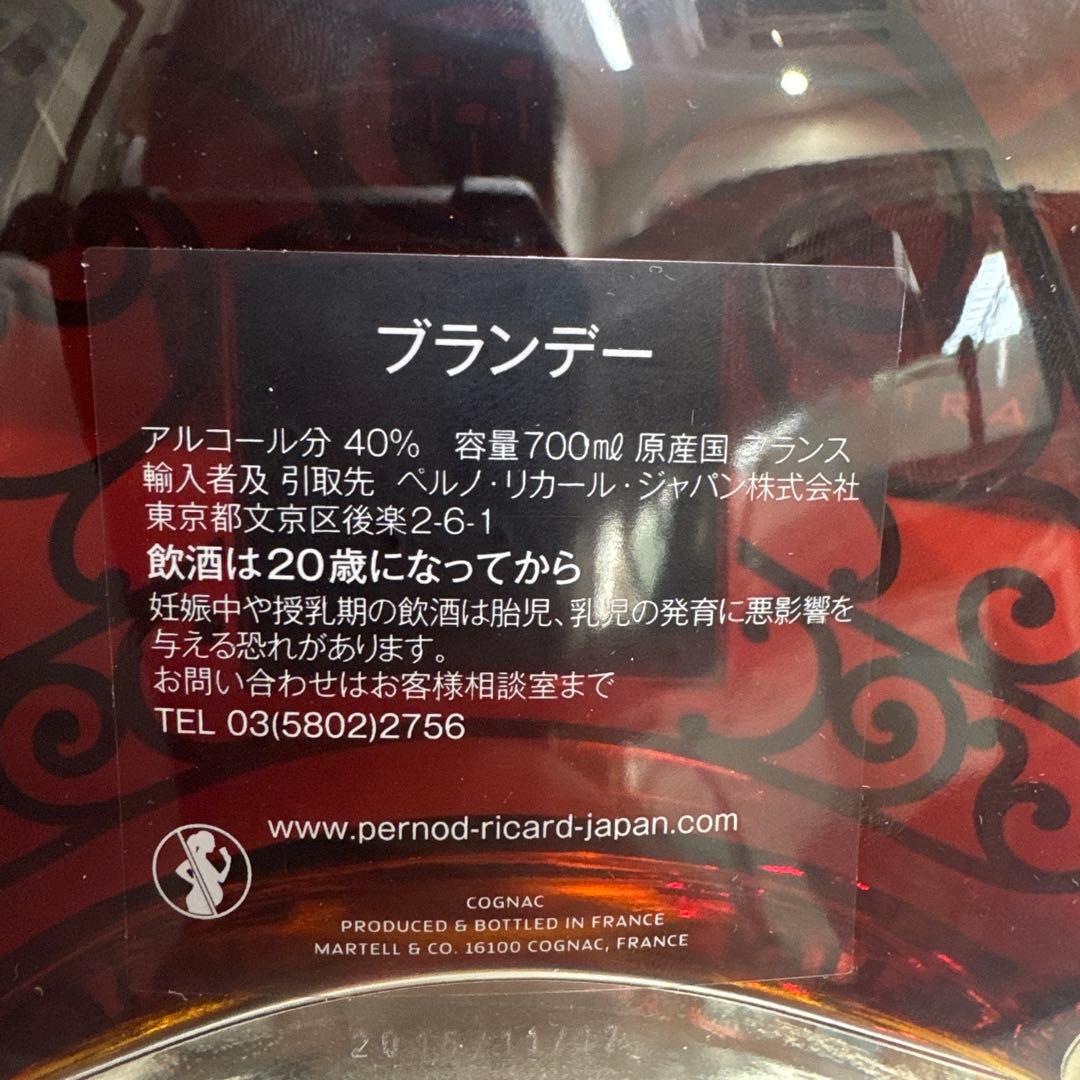 ブランデー
アルコール分 40% 容量700㎖ 原産国 フランス
輸入者及 引取先 ペルノ・リカール・ジャパン株式会社
東京都文京区後楽2-6-1
飲酒は20歳になってから
妊娠中や授乳期の飲酒は胎児、乳児の発育に悪影響を
与える恐れがあります。
お問い合わせはお客様相談室まで
TEL 03(5802)2756
www.pernod-ricard-japan.com
COGNAC
PRODUCED & BOTTLED IN FRANCE
MARTELL & CO. 16100 COGNAC, FRANCE